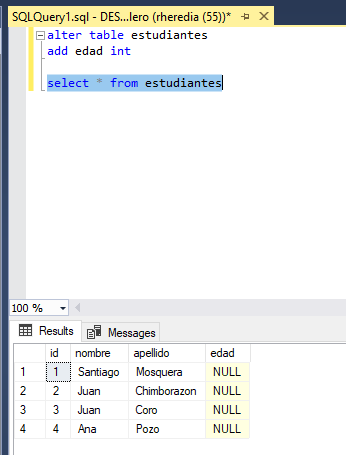 SQLQuery1.sql - DES...lero (rheredia (55))*
alter table estudiantes
add edad int
select * from estudiantes
100 %
Results Messages
id nombre apellido edad
1 1 Santiago Mosquera NULL
2 2 Juan Chimborazon NULL
3 3 Juan Coro NULL
4 4 Ana Pozo NULL